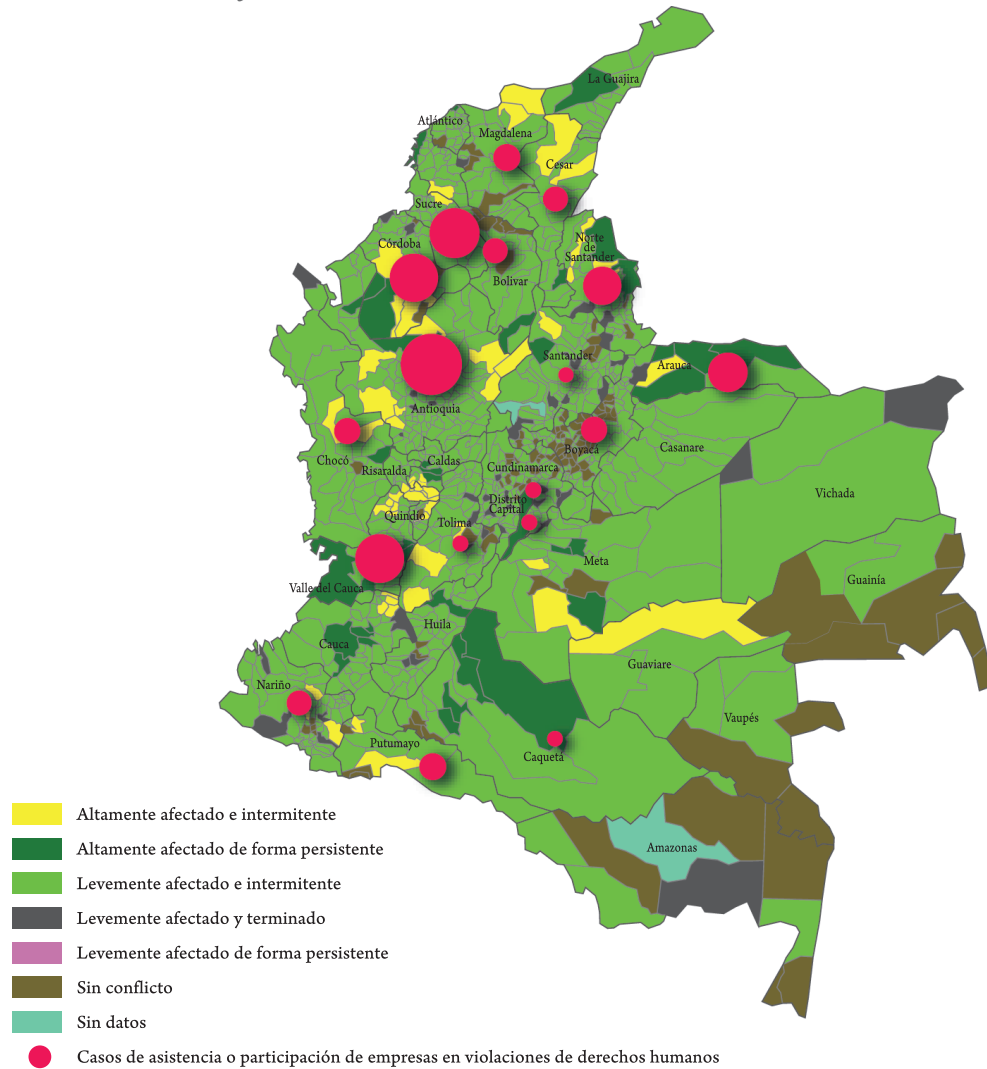 La Guajira
Atlántico
Magdalena
Cesar
Sucre
Córdoba
Norte
de
Santander
Bolívar
Santander
Arauca
Antioquia
Boyacá
Casanare
Chocó
Risaralda
Caldas
Cundinamarca
Vichada
Distrito
Capital
Quindío
Tolima
Meta
Guainía
Valle del Cauca
Huila
Cauca
Guaviare
Nariño
Vaupés
Putumayo
Caquetá
Amazonas
Altamente afectado e intermitente
Altamente afectado de forma persistente
Levemente afectado e intermitente
Levemente afectado y terminado
Levemente afectado de forma persistente
Sin conflicto
Sin datos
Casos de asistencia o participación de empresas en violaciones de derechos humanos